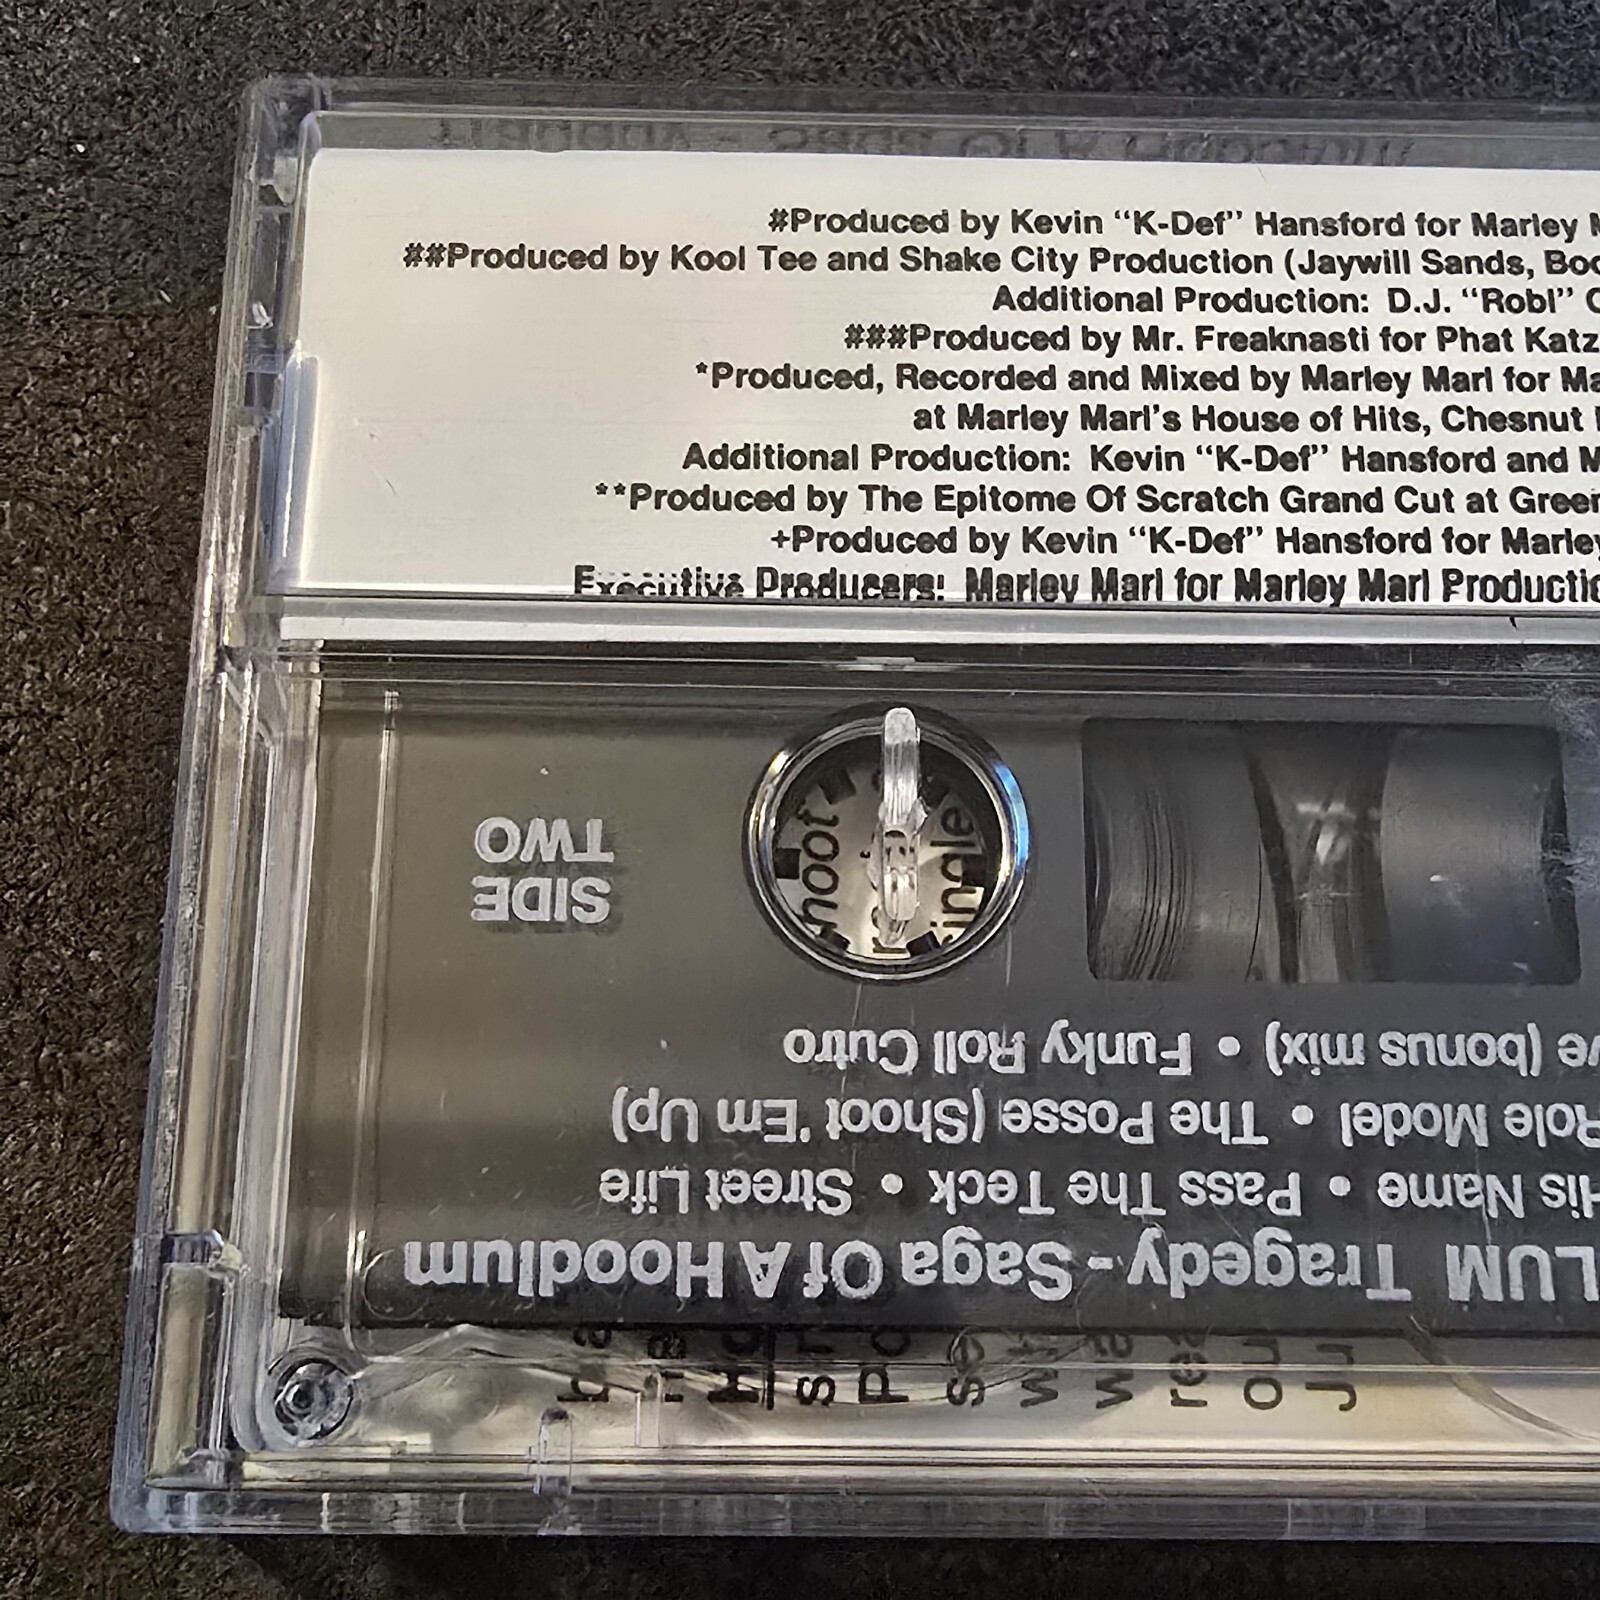 #Produced by Kevin “K-Def” Hansford for Marley
##Produced by Kool Tee and Shake City Production (Jaywill Sands,
Additional Production: D.J. “Robl”
###Produced by Mr. Freaknasti for Phat Katz
*Produced, Recorded and Mixed by Marley Marl for
at Marley Marl's House of Hits, Chesnut
Additional Production: Kevin “K-Def” Hansford and
**Produced by The Epitome Of Scratch Grand Cut at
+Produced by Kevin “K-Def” Hansford for Marley
Executive Producers: Marley Marl for Marley Marl
LUM Tragedy - Saga Of A Hoodlum
His Name • Pass The Teck • Street Life
Role Model • The Posse (Shoot 'Em Up)
ve (bonus mix) • Funky Roll Cutro
SIDE
TWO
hoot
single